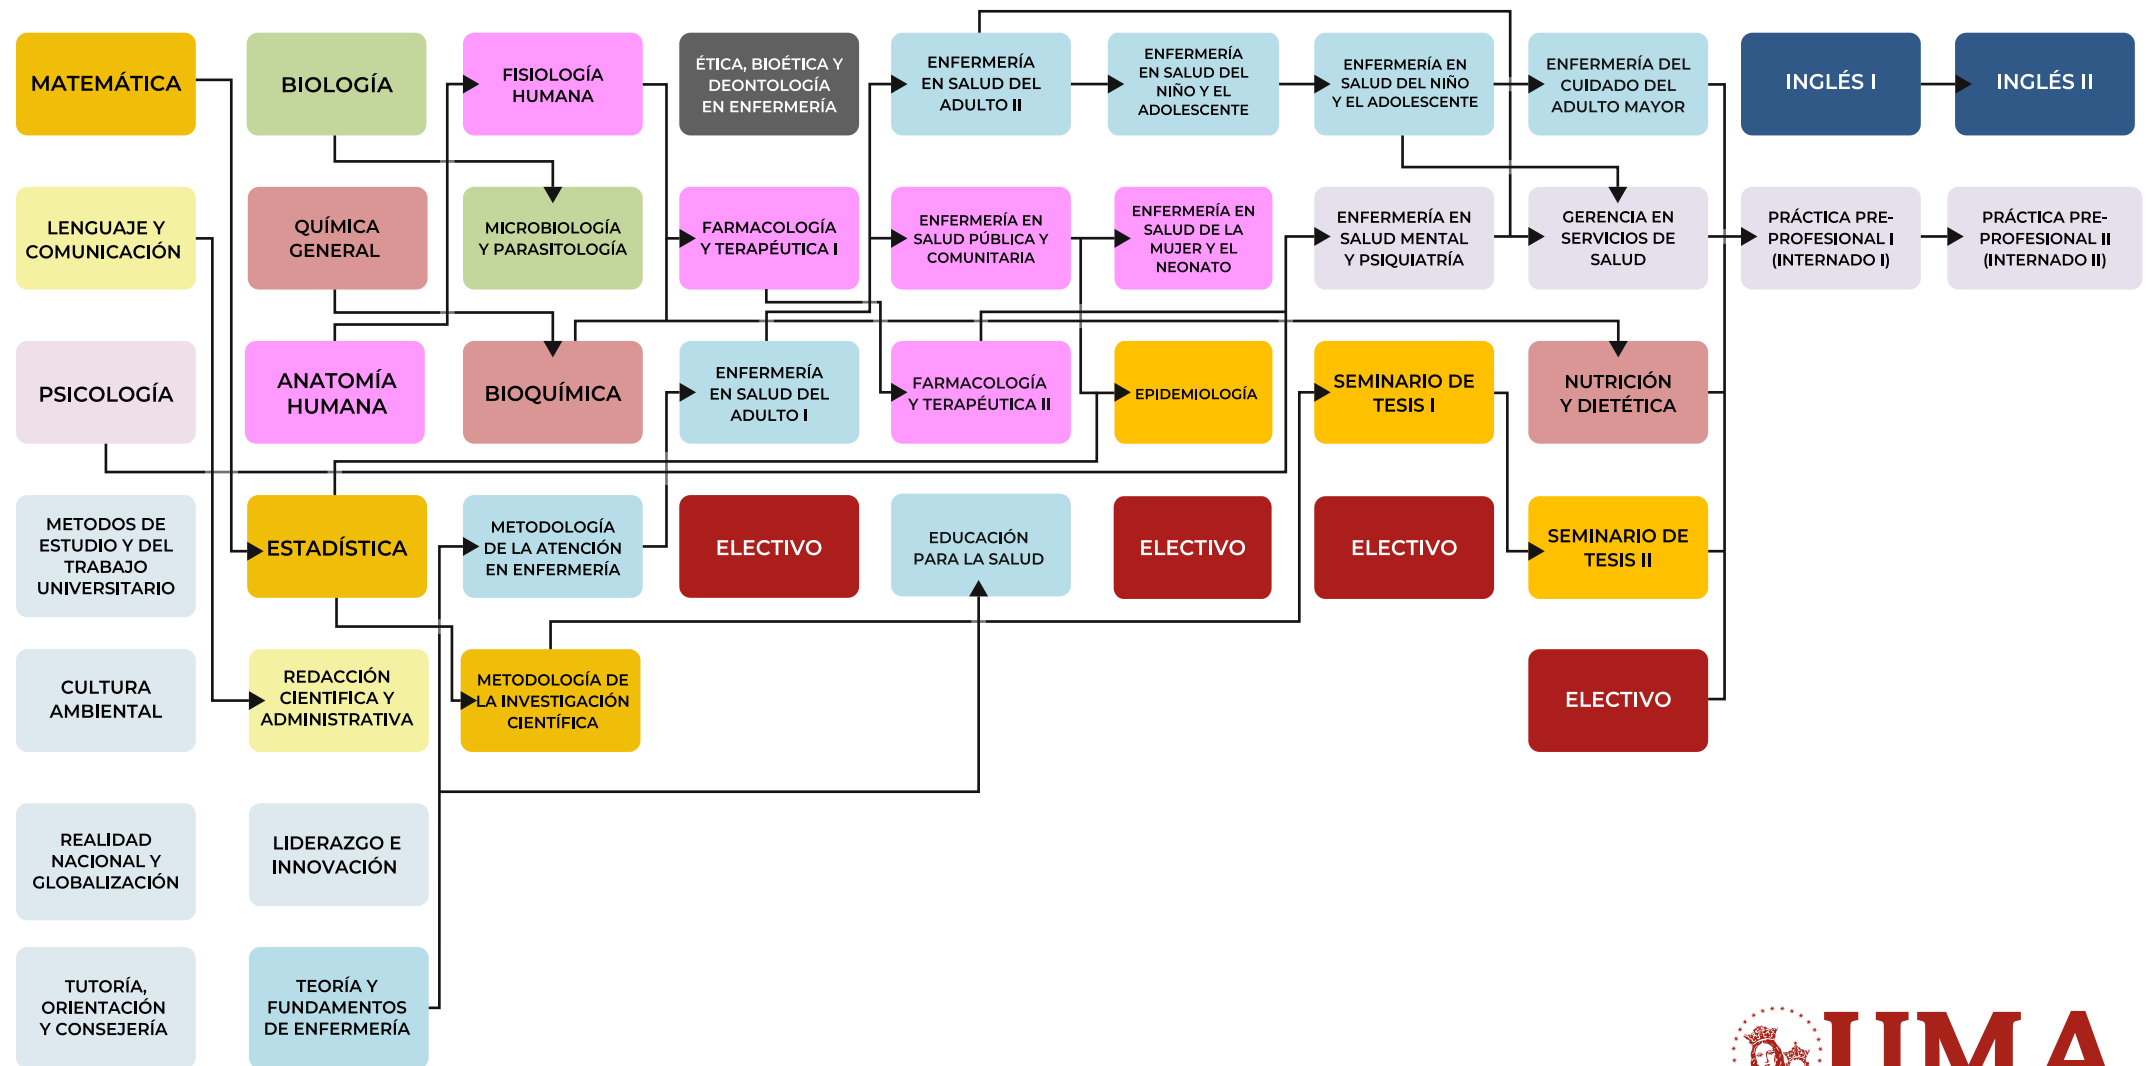 MATEMÁTICA
BIOLOGÍA
FISIOLOGÍA
HUMANA
ÉTICA, BIOÉTICA Y
DEONTOLOGÍA
EN ENFERMERÍA
ENFERMERÍA
EN SALUD DEL
ADULTO II
ENFERMERÍA
EN SALUD DEL
NIÑO Y EL
ADOLESCENTE
ENFERMERÍA EN
SALUD DEL NIÑO
Y EL ADOLESCENTE
ENFERMERÍA DEL
CUIDADO DEL
ADULTO MAYOR
INGLÉS I
INGLÉS II
LENGUAJE Y
COMUNICACIÓN
QUÍMICA
GENERAL
MICROBIOLOGÍA
Y PARASITOLOGÍA
FARMACOLOGÍA
Y TERAPÉUTICA I
ENFERMERÍA EN
SALUD PÚBLICA Y
COMUNITARIA
ENFERMERÍA EN
SALUD DE LA
MUJER Y EL
NEONATO
ENFERMERÍA EN
SALUD MENTAL
Y PSIQUIATRÍA
GERENCIA EN
SERVICIOS DE
SALUD
PRÁCTICA PRE-
PROFESIONAL I
(INTERNADO I)
PRÁCTICA PRE-
PROFESIONAL II
(INTERNADO II)
PSICOLOGÍA
ANATOMÍA
HUMANA
BIOQUÍMICA
ENFERMERÍA
EN SALUD DEL
ADULTO I
FARMACOLOGÍA
Y TERAPÉUTICA II
EPIDEMIOLOGÍA
SEMINARIO DE
TESIS I
NUTRICIÓN
Y DIETÉTICA
METODOS DE
ESTUDIO Y DEL
TRABAJO
UNIVERSITARIO
ESTADÍSTICA
METODOLOGÍA
DE LA ATENCIÓN
EN ENFERMERÍA
ELECTIVO
EDUCACIÓN
PARA LA SALUD
ELECTIVO
ELECTIVO
SEMINARIO DE
TESIS II
CULTURA
AMBIENTAL
REDACCIÓN
CIENTIFICA Y
ADMINISTRATIVA
METODOLOGÍA DE
LA INVESTIGACIÓN
CIENTÍFICA
ELECTIVO
REALIDAD
NACIONAL Y
GLOBALIZACIÓN
LIDERAZGO E
INNOVACIÓN
TUTORÍA,
ORIENTACIÓN
Y CONSEJERÍA
TEORÍA Y
FUNDAMENTOS
DE ENFERMERÍA
UMA